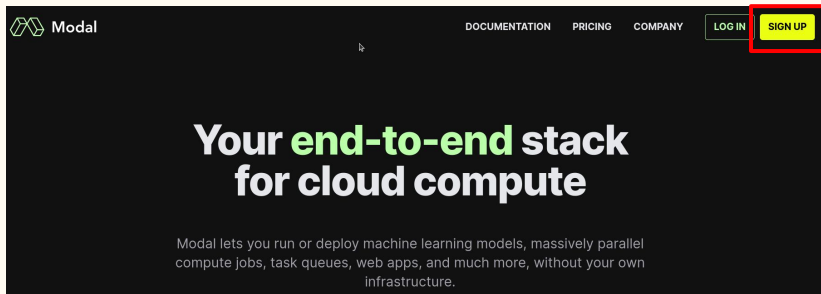 Modal
DOCUMENTATION PRICING COMPANY LOG IN SIGN UP
Your end-to-end stack
for cloud compute
Modal lets you run or deploy machine learning models, massively parallel
compute jobs, task queues, web apps, and much more, without your own
infrastructure.